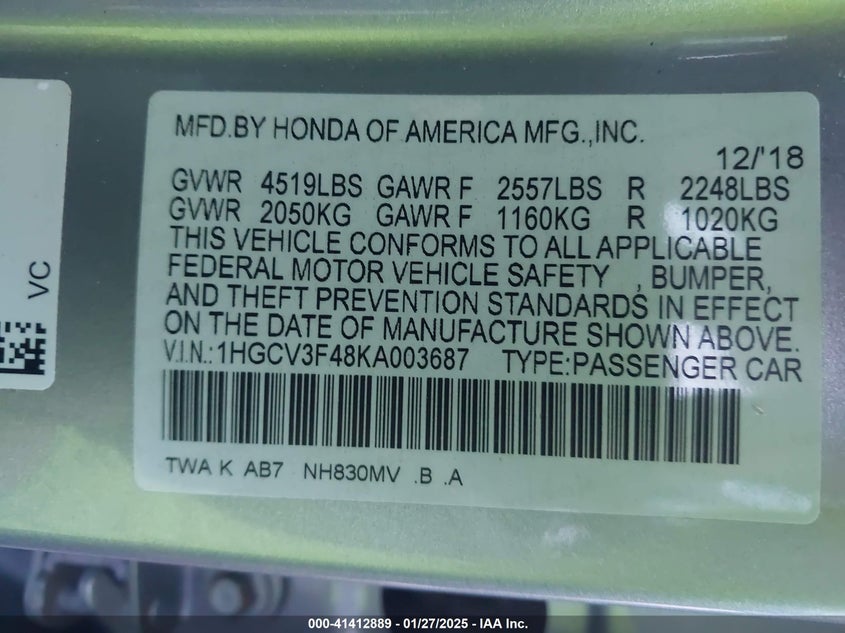 MFD.BY HONDA OF AMERICA MFG.,INC.
12/'18
GVWR 4519LBS GAWR F 2557LBS R 2248LBS
GVWR 2050KG GAWR F 1160KG R 1020KG
THIS VEHICLE CONFORMS TO ALL APPLICABLE
FEDERAL MOTOR VEHICLE SAFETY , BUMPER,
AND THEFT PREVENTION STANDARDS IN EFFECT
ON THE DATE OF MANUFACTURE SHOWN ABOVE.
V.I.N.:1HGCV3F48KA003687 TYPE:PASSENGER CAR
TWA K AB7 NH830MV .B .A
VC
000-41412889 | 01/27/2025 - IAA Inc.